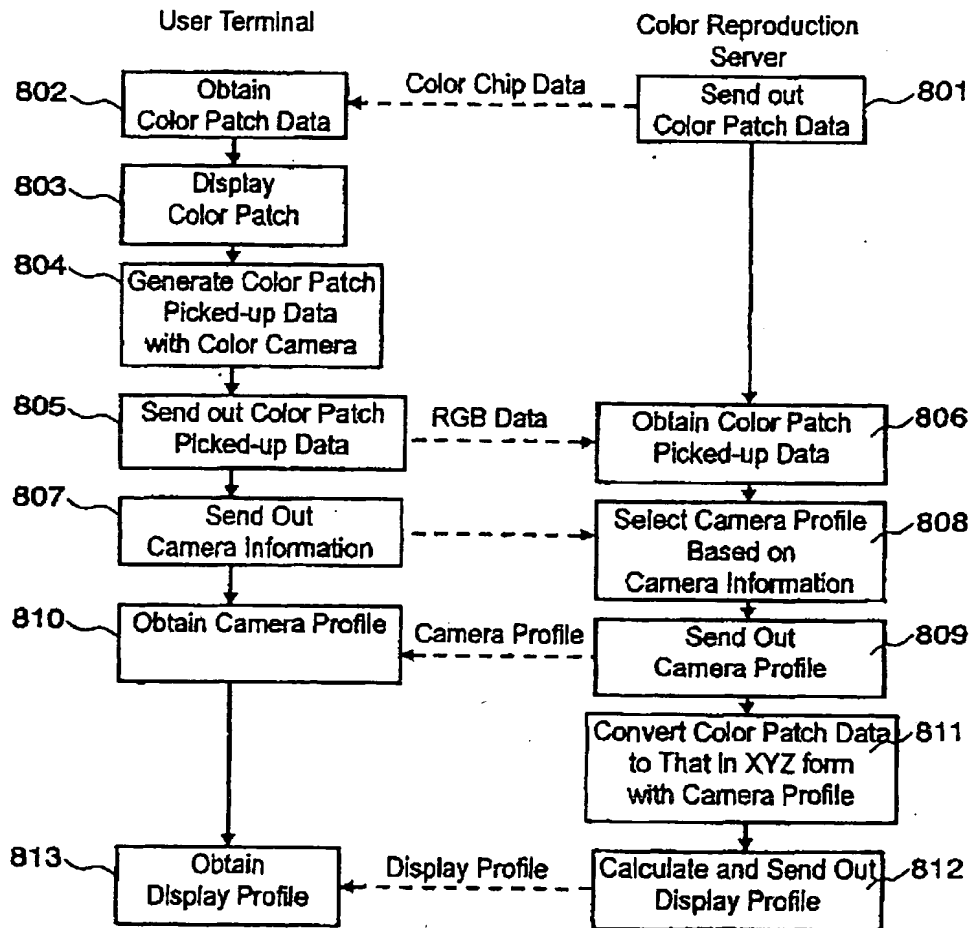 User Terminal
Color Reproduction
Server
802
Obtain
Color Patch Data
Color Chip Data
Send out
Color Patch Data
801
803
Display
Color Patch
804
Generate Color Patch
Picked-up Data
with Color Camera
805
Send out Color Patch
Picked-up Data
RGB Data
Obtain Color Patch
Picked-up Data
806
807
Send Out
Camera Information
Select Camera Profile
Based on
Camera Information
808
810
Obtain Camera Profile
Camera Profile
Send Out
Camera Profile
809
Convert Color Patch Data
to That in XYZ form
with Camera Profile
811
813
Obtain
Display Profile
Display Profile
Calculate and Send Out
Display Profile
812